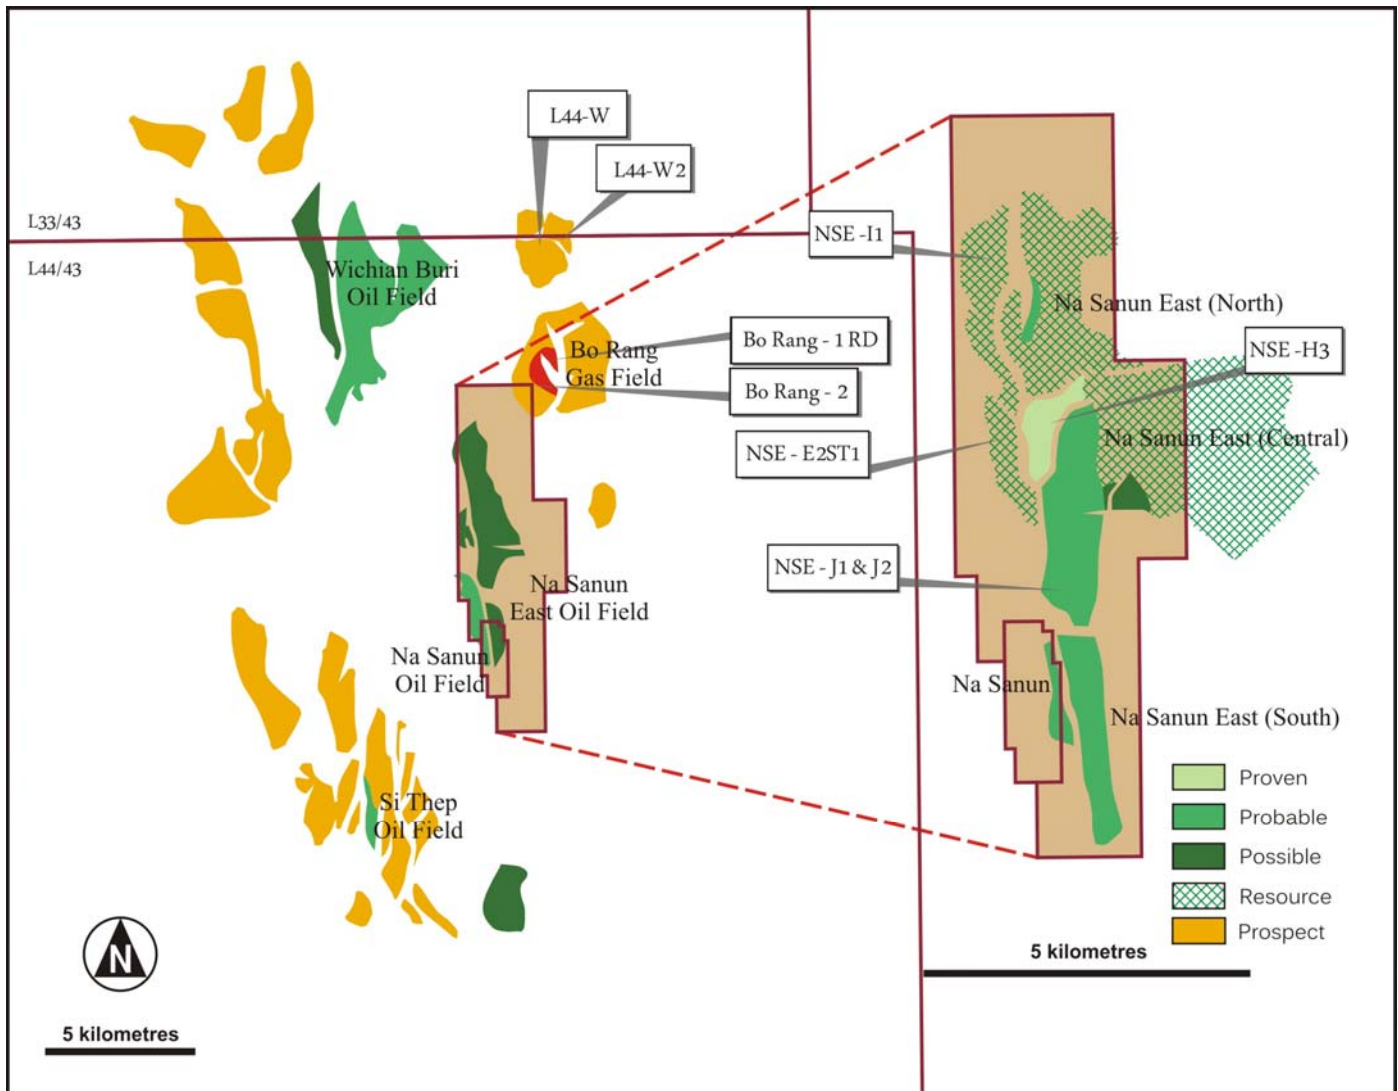 L44-W
L44-W2
L33/43
L44/43
NSE -I1
Wichian Buri
Oil Field
Na Sanun East (North)
Bo Rang - 1 RD
NSE -H3
Bo Rang
Gas Field
Bo Rang - 2
Na Sanun East (Central)
NSE - E2ST1
NSE - J1 & J2
Na Sanun
East Oil Field
Na Sanun
Oil Field
Na Sanun
Na Sanun East (South)
Proven
Si Thep
Oil Field
Probable
Possible
Resource
Prospect
N
5 kilometres
5 kilometres